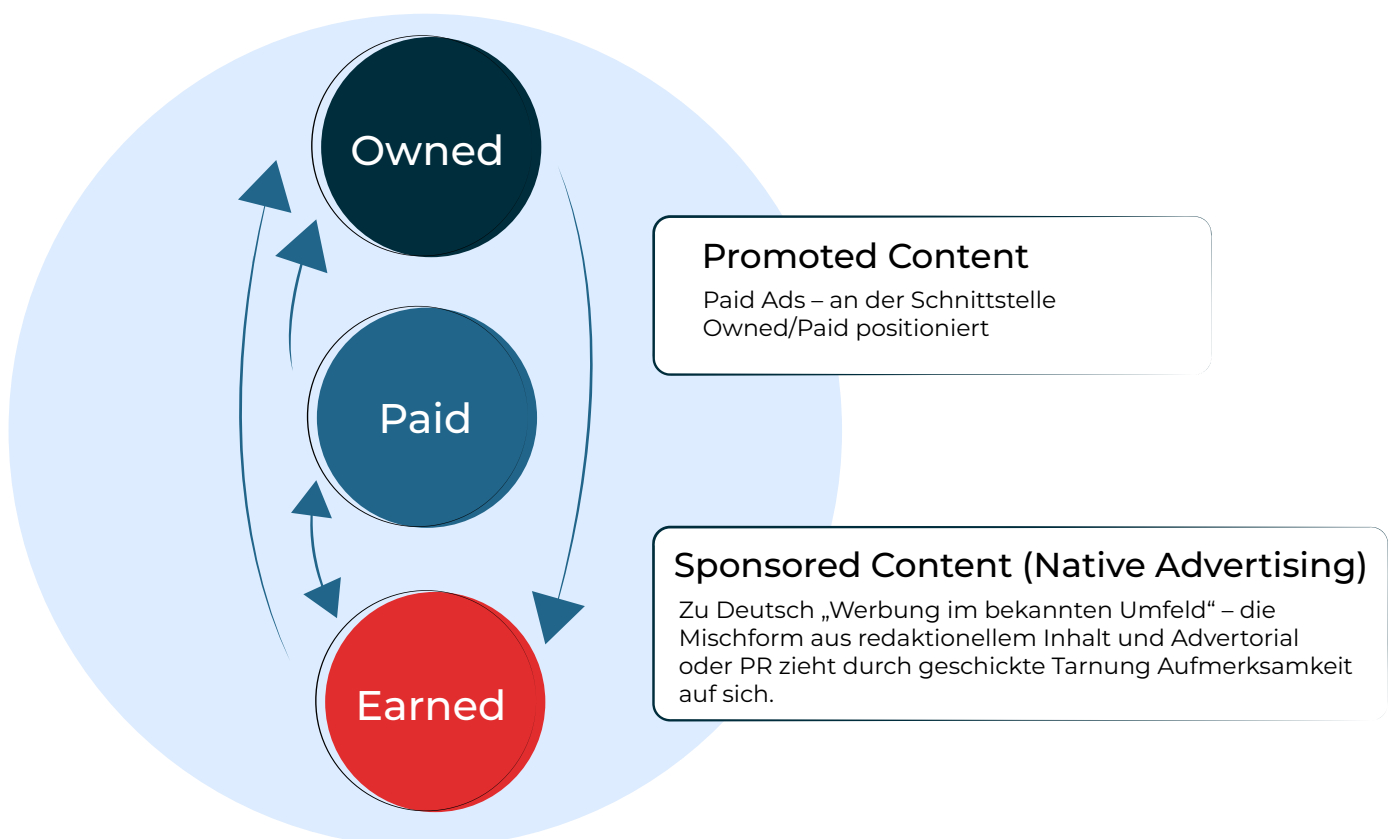 Owned
Promoted Content
Paid Ads – an der Schnittstelle
Owned/Paid positioniert
Paid
Sponsored Content (Native Advertising)
Zu Deutsch „Werbung im bekannten Umfeld“ – die
Mischform aus redaktionellem Inhalt und Advertorial
oder PR zieht durch geschickte Tarnung Aufmerksamkeit
auf sich.
Earned